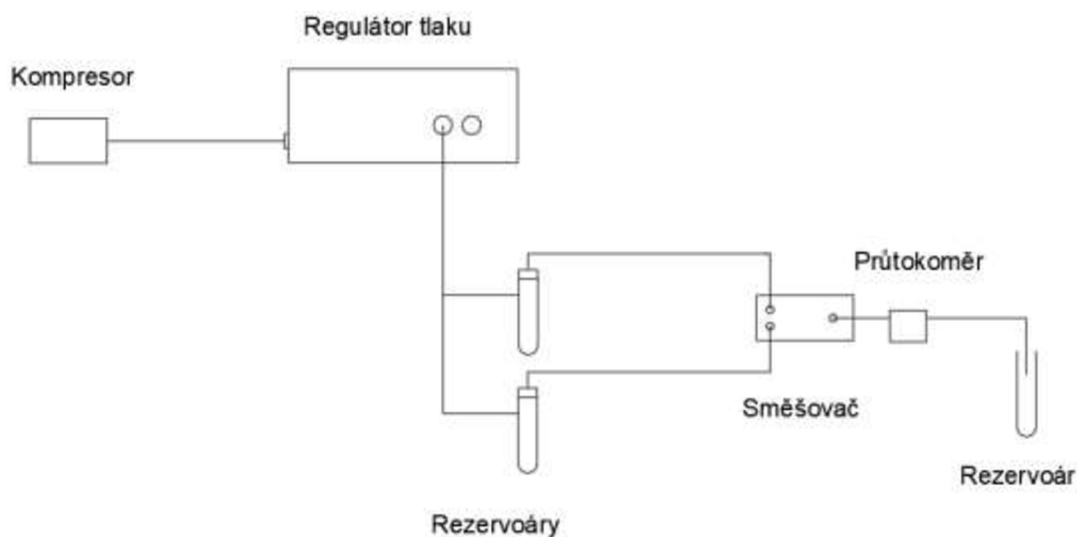 Regulátor tlaku
Kompresor
Průtokoměr
Směšovač
Rezervoár
Rezervoáry